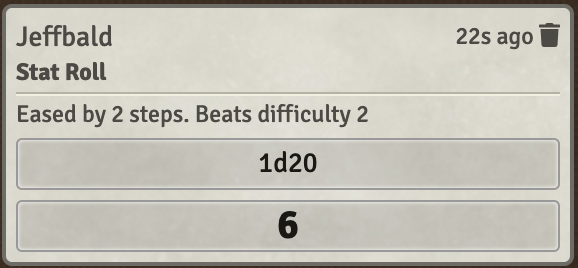 Jeffbald 22s ago
Stat Roll
Eased by 2 steps. Beats difficulty 2
1d20
6